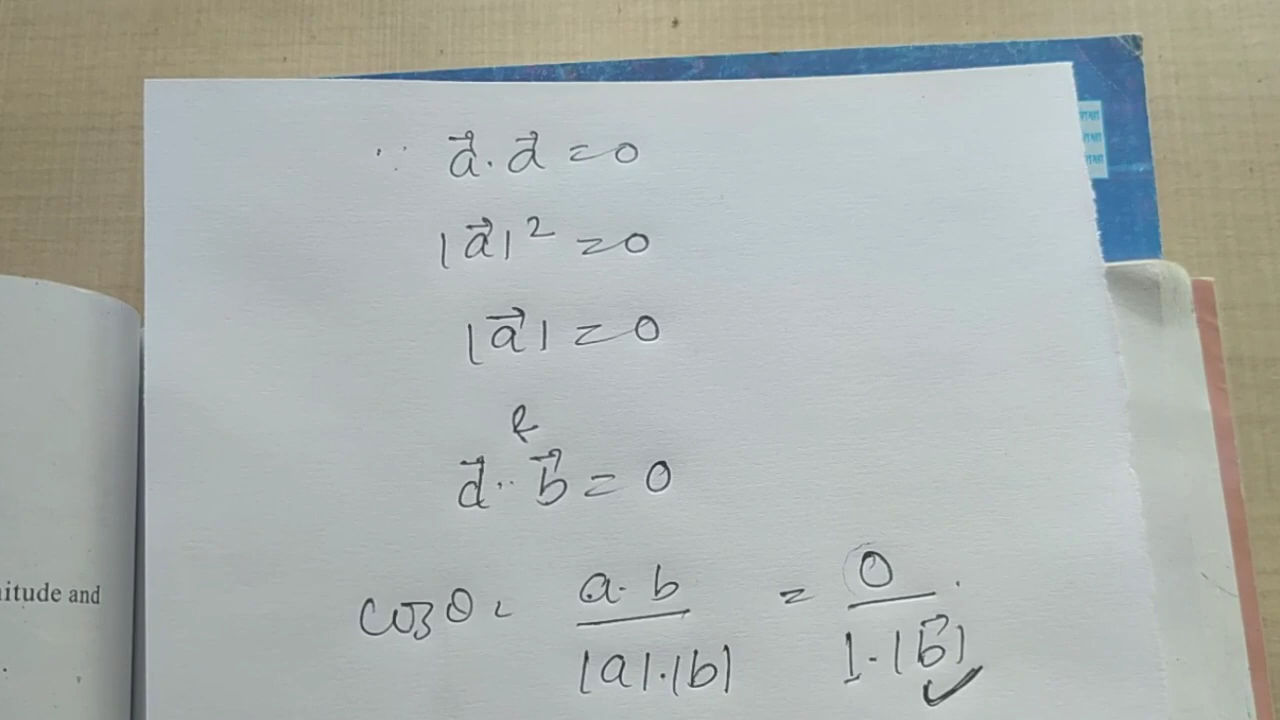 ∵ a⃗·a⃗ = 0
|a⃗|² = 0
|a⃗| = 0
&
a⃗·b⃗ = 0
cosθ = a·b / |a|·|b| = 0 / 1·|b⃗|
itude and